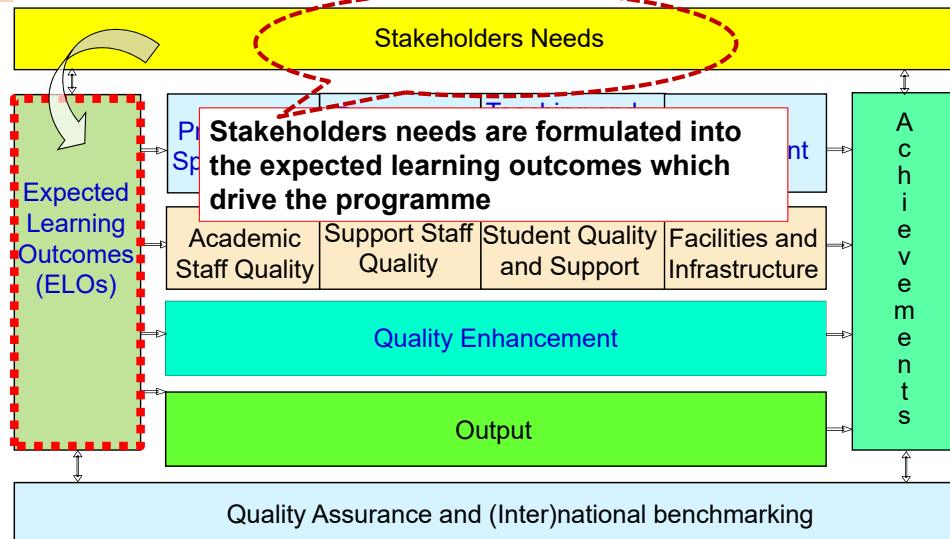 Stakeholders Needs
Stakeholders needs are formulated into
the expected learning outcomes which
drive the programme
Expected
Learning
Outcomes
(ELOs)
Academic
Staff Quality
Support Staff
Quality
Student Quality
and Support
Facilities and
Infrastructure
Quality Enhancement
Output
Achievements
Quality Assurance and (Inter)national benchmarking